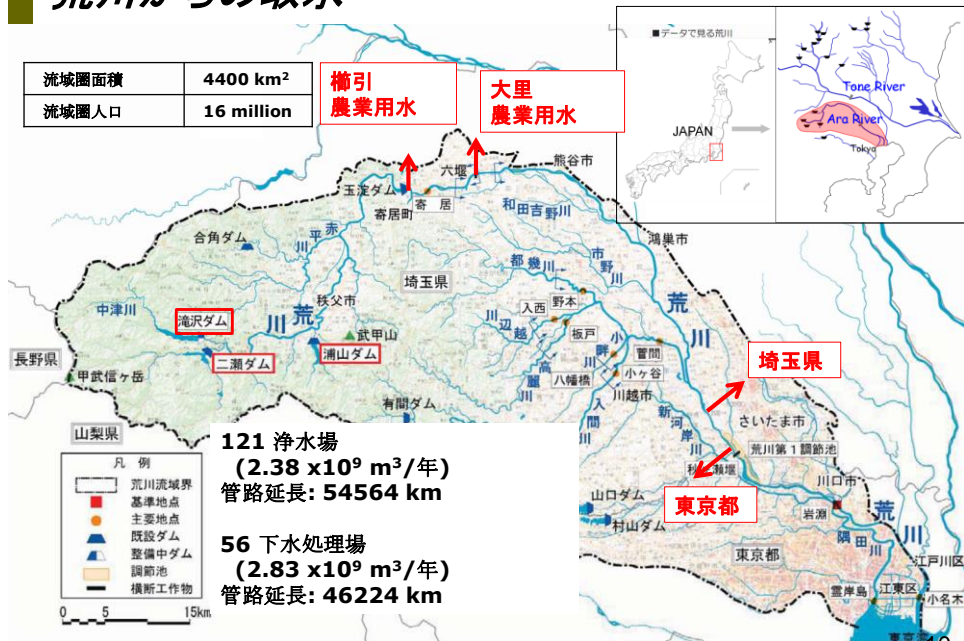 荒川からの取水
流域圏面積 4400 km²
流域圏人口 16 million
櫛引
農業用水
大里
農業用水
■データで見る荒川
JAPAN
Tone River
Ara River
Tokyo
熊谷市
六堰
玉淀ダム
寄居
寄居町
和田吉野川
鴻巣市
合角ダム
赤平川
都幾川
市野川
埼玉県
荒川
中津川
秩父市
荒川
野本
入西
滝沢ダム
武甲山
越辺川
坂戸
小畔川
菅間
長野県
二瀬ダム
浦山ダム
高麗川
八幡橋
小ヶ谷
埼玉県
甲武信ヶ岳
川越市
有間ダム
入間川
新河岸川
さいたま市
山梨県
荒川第1調節池
121 浄水場
(2.38 x10⁹ m³/年)
管路延長: 54564 km
56 下水処理場
(2.83 x10⁹ m³/年)
管路延長: 46224 km
凡 例
荒川流域界
基準地点
主要地点
既設ダム
整備中ダム
調節池
横断工作物
0 5 15km
川口市
東京都
山口ダム
村山ダム
岩淵
荒川
隅田川
東京都
江戸川区
霊岸島
江東区
小名木